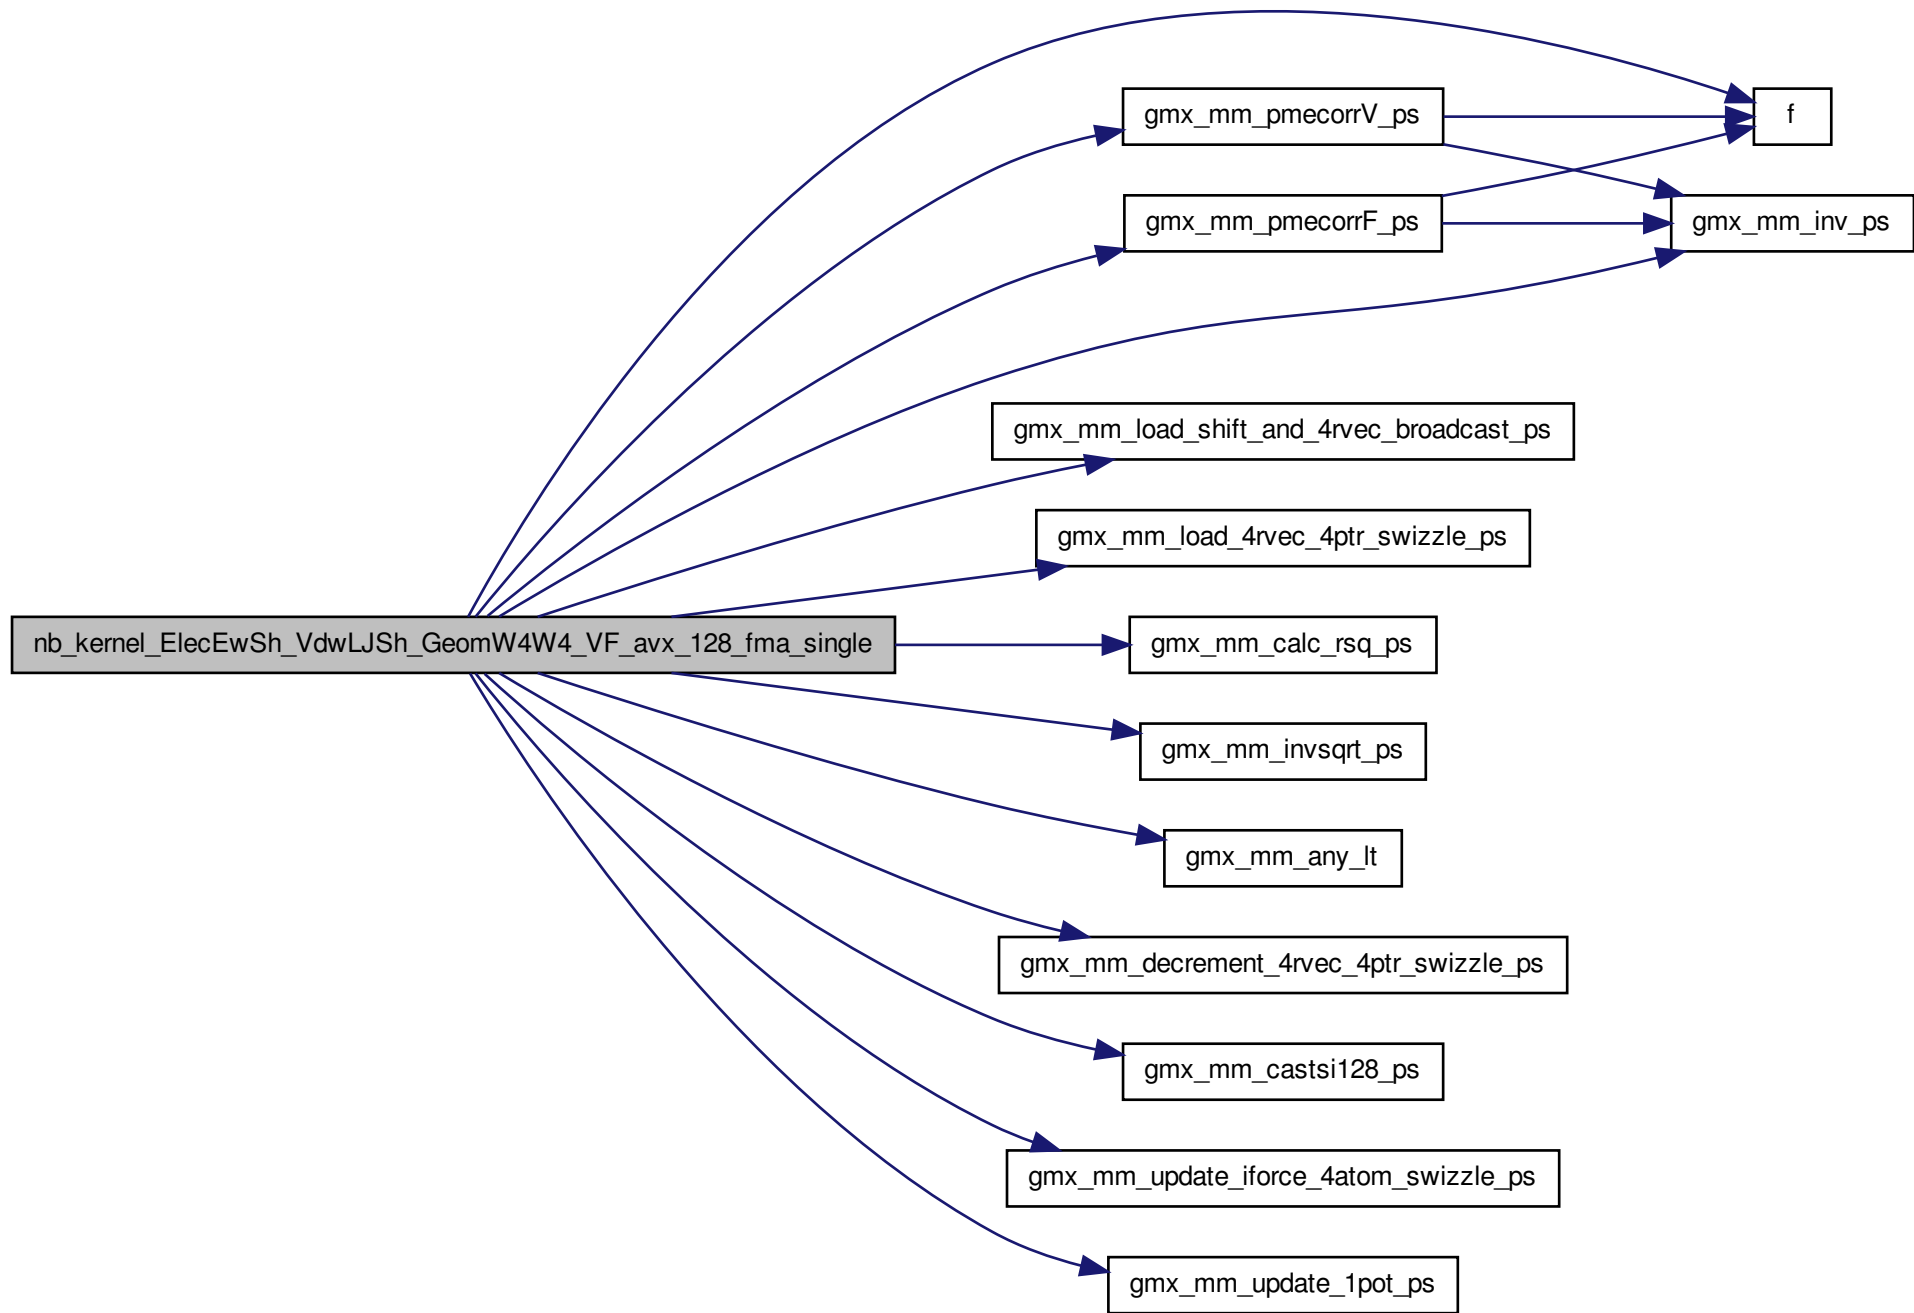 f
gmx_mm_pmecorrV_ps
gmx_mm_pmecorrF_ps
gmx_mm_inv_ps
gmx_mm_load_shift_and_4rvec_broadcast_ps
gmx_mm_load_4rvec_4ptr_swizzle_ps
nb_kernel_ElecEwSh_VdwLJSh_GeomW4W4_VF_avx_128_fma_single
gmx_mm_calc_rsq_ps
gmx_mm_invsqrt_ps
gmx_mm_any_lt
gmx_mm_decrement_4rvec_4ptr_swizzle_ps
gmx_mm_castsi128_ps
gmx_mm_update_iforce_4atom_swizzle_ps
gmx_mm_update_1pot_ps